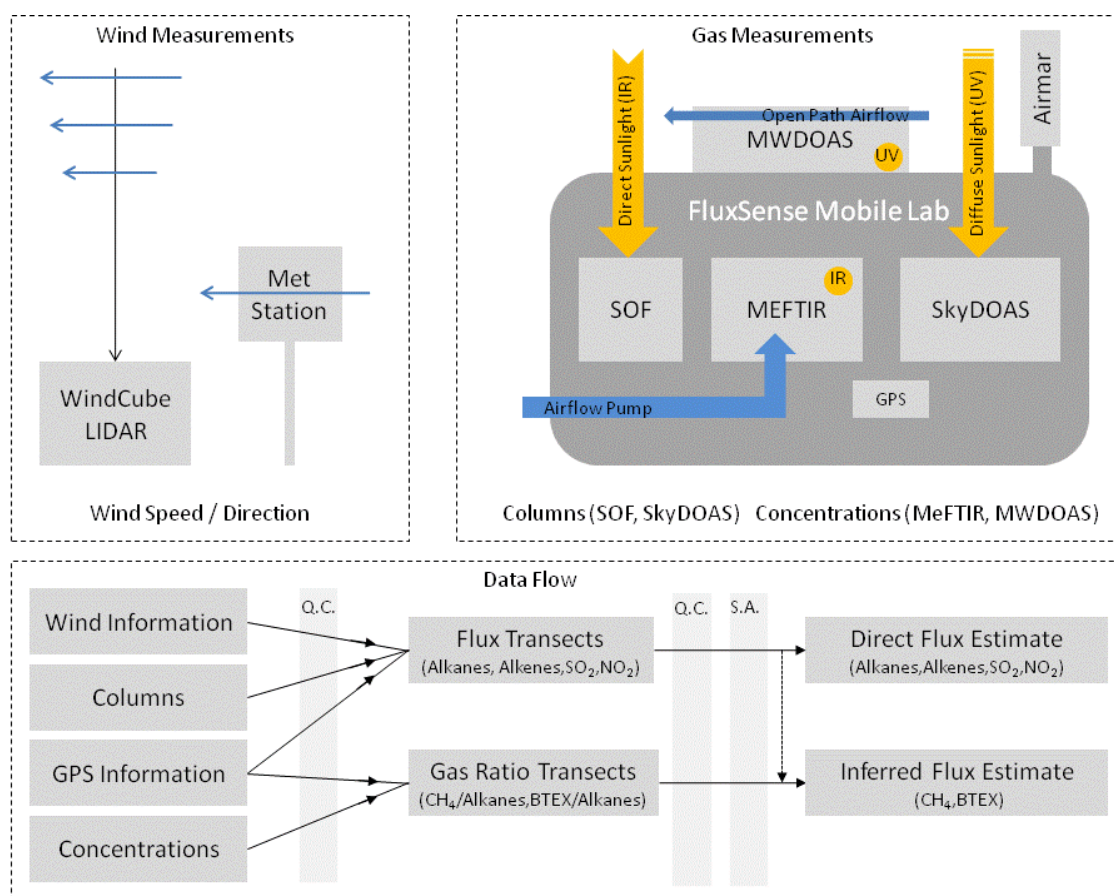 Wind Measurements
Met
Station
WindCube
LIDAR
Wind Speed / Direction
Gas Measurements
Direct Sunlight (IR)
Open Path Airflow
MWDOAS
UV
Diffuse Sunlight (UV)
Airmar
FluxSense Mobile Lab
SOF
MEFTIR
IR
SkyDOAS
Airflow Pump
GPS
Columns (SOF, SkyDOAS) Concentrations (MeFTIR, MWDOAS)
Data Flow
Wind Information
Columns
GPS Information
Concentrations
Q.C.
Flux Transects
(Alkanes, Alkenes,SO₂,NO₂)
Gas Ratio Transects
(CH₄/Alkanes,BTEX/Alkanes)
Q.C.
S.A.
Direct Flux Estimate
(Alkanes,Alkenes,SO₂,NO₂)
Inferred Flux Estimate
(CH₄,BTEX)